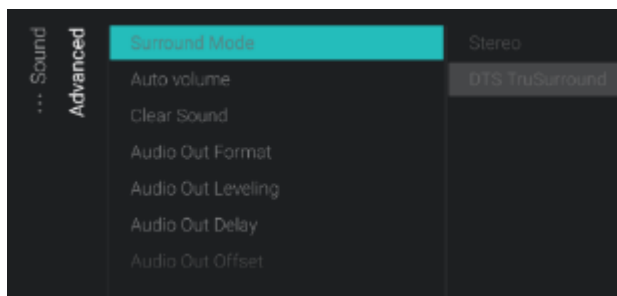 ... Sound
Advanced
Surround Mode
Auto volume
Clear Sound
Audio Out Format
Audio Out Leveling
Audio Out Delay
Audio Out Offset
Stereo
DTS TruSurround